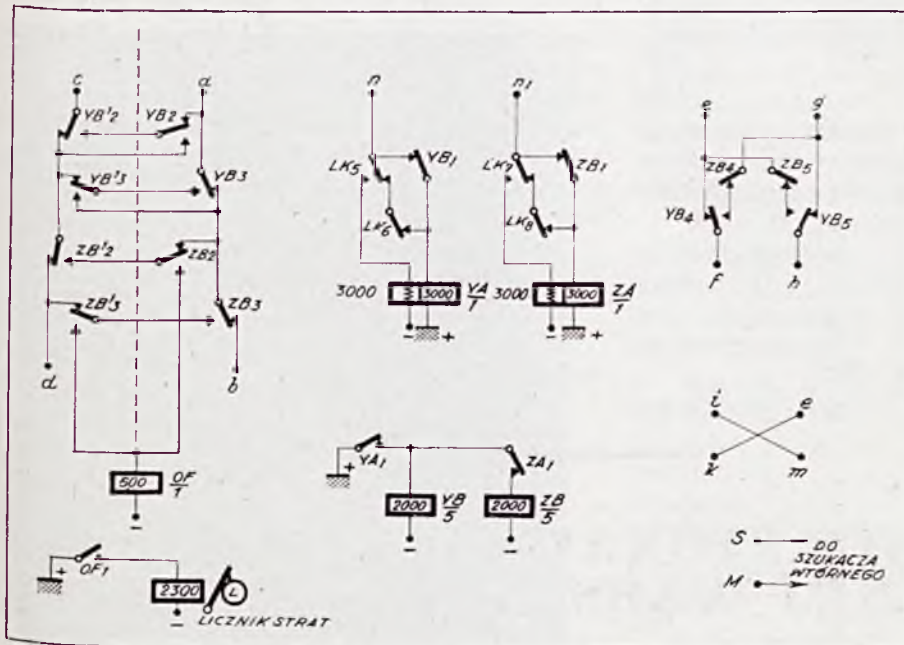 c a n n1 e g
YB'2 YB2
YB'3 YB3
LK5 YB1 LK7 ZB1
ZB4 ZB5
LK6 LK8
YB4 YB5
ZB'2 ZB2
f h
3000 3000 YA/1 3000 3000 ZA/1
ZB'3 ZB3
- + - +
d b
i e
k m
+ YA1 ZA1
500 OF/1
2000 YB/5 2000 ZB/5
-
- -
S DO
SZUKACZA
M WTÓRNEGO
+ OF1
2300 L
-
LICZNIK STRAT